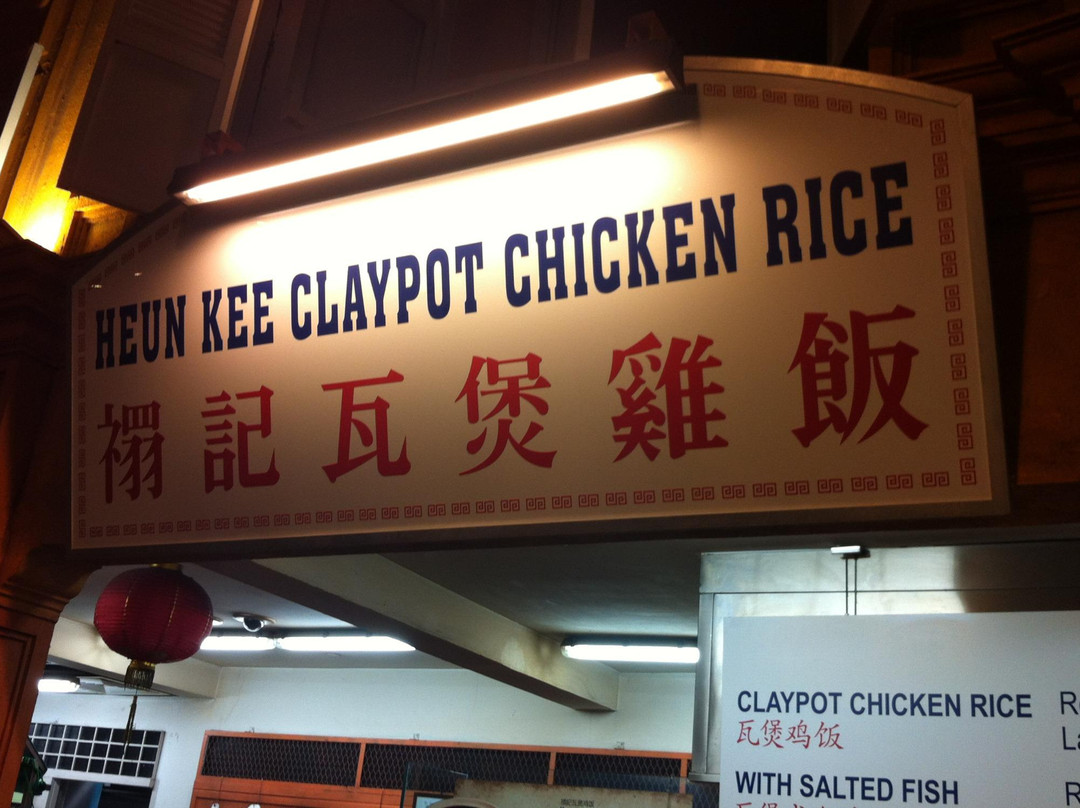 HEUN KEE CLAYPOT CHICKEN RICE
禤記瓦煲雞飯
CLAYPOT CHICKEN RICE
瓦煲鸡饭
WITH SALTED FISH